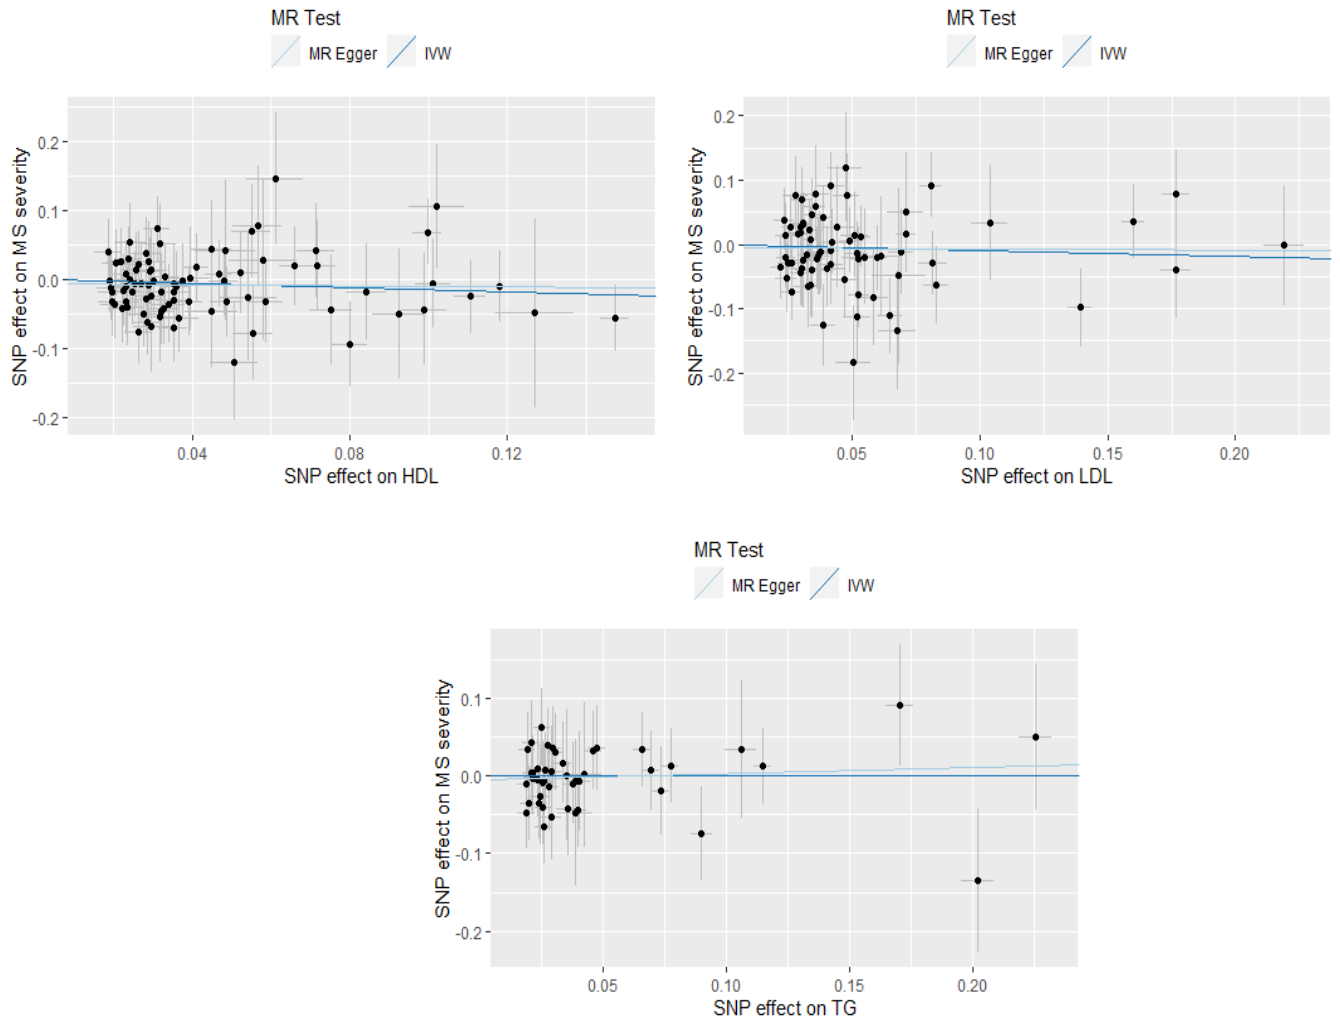 MR Test
MR Egger IVW
SNP effect on MS severity
0.2
0.1
0.0
-0.1
-0.2
0.04 0.08 0.12
SNP effect on HDL
MR Test
MR Egger IVW
SNP effect on MS severity
0.2
0.1
0.0
-0.1
-0.2
0.05 0.10 0.15 0.20
SNP effect on LDL
MR Test
MR Egger IVW
SNP effect on MS severity
0.1
0.0
-0.1
-0.2
0.05 0.10 0.15 0.20
SNP effect on TG